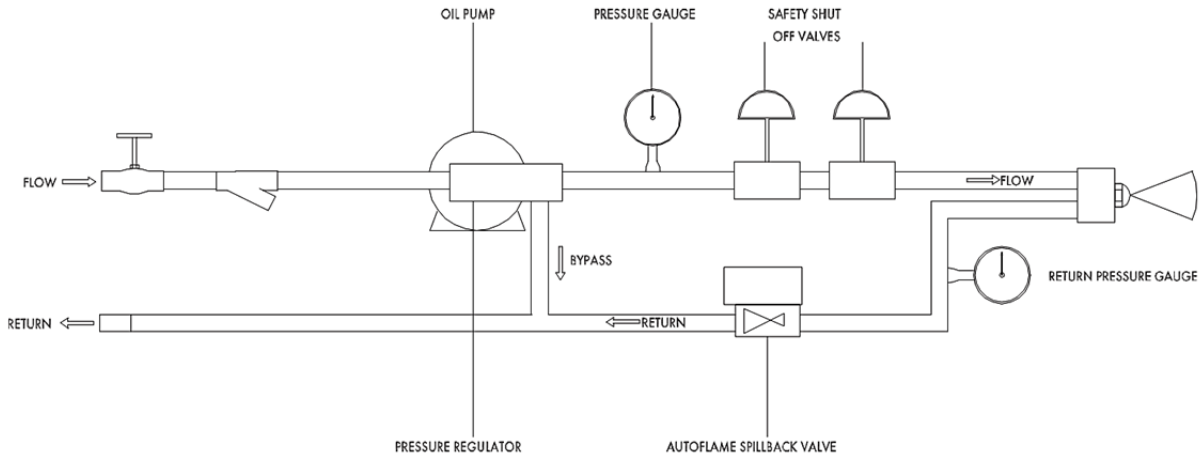 OIL PUMP
PRESSURE GAUGE
SAFETY SHUT
OFF VALVES
FLOW
FLOW
BYPASS
RETURN PRESSURE GAUGE
RETURN
RETURN
PRESSURE REGULATOR
AUTOFLAME SPILLBACK VALVE